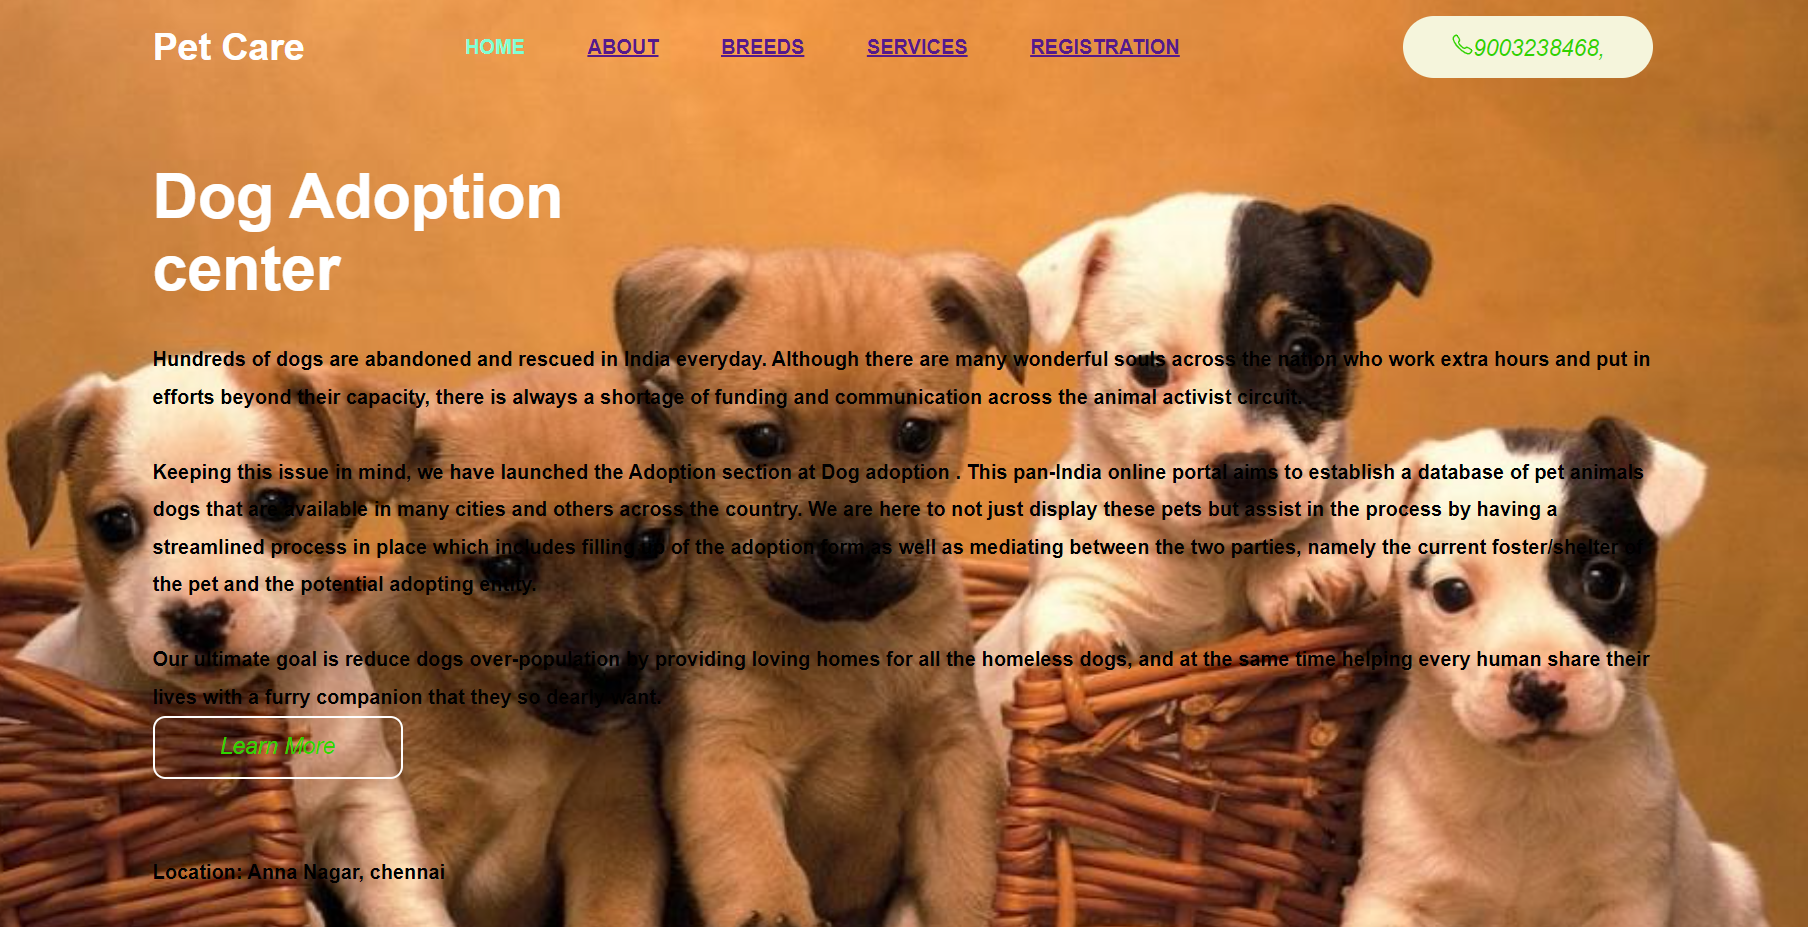 Pet Care
HOME
ABOUT
BREEDS
SERVICES
REGISTRATION
9003238468,
Dog Adoption
center
Hundreds of dogs are abandoned and rescued in India everyday. Although there are many wonderful souls across the nation who work extra hours and put in
efforts beyond their capacity, there is always a shortage of funding and communication across the animal activist circuit.
Keeping this issue in mind, we have launched the Adoption section at Dog adoption . This pan-India online portal aims to establish a database of pet animals
dogs that are available in many cities and others across the country. We are here to not just display these pets but assist in the process by having a
streamlined process in place which includes filling up of the adoption form as well as mediating between the two parties, namely the current foster/shelter of
the pet and the potential adopting entity.
Our ultimate goal is reduce dogs over-population by providing loving homes for all the homeless dogs, and at the same time helping every human share their
lives with a furry companion that they so dearly want.
Learn More
Location: Anna Nagar, chennai